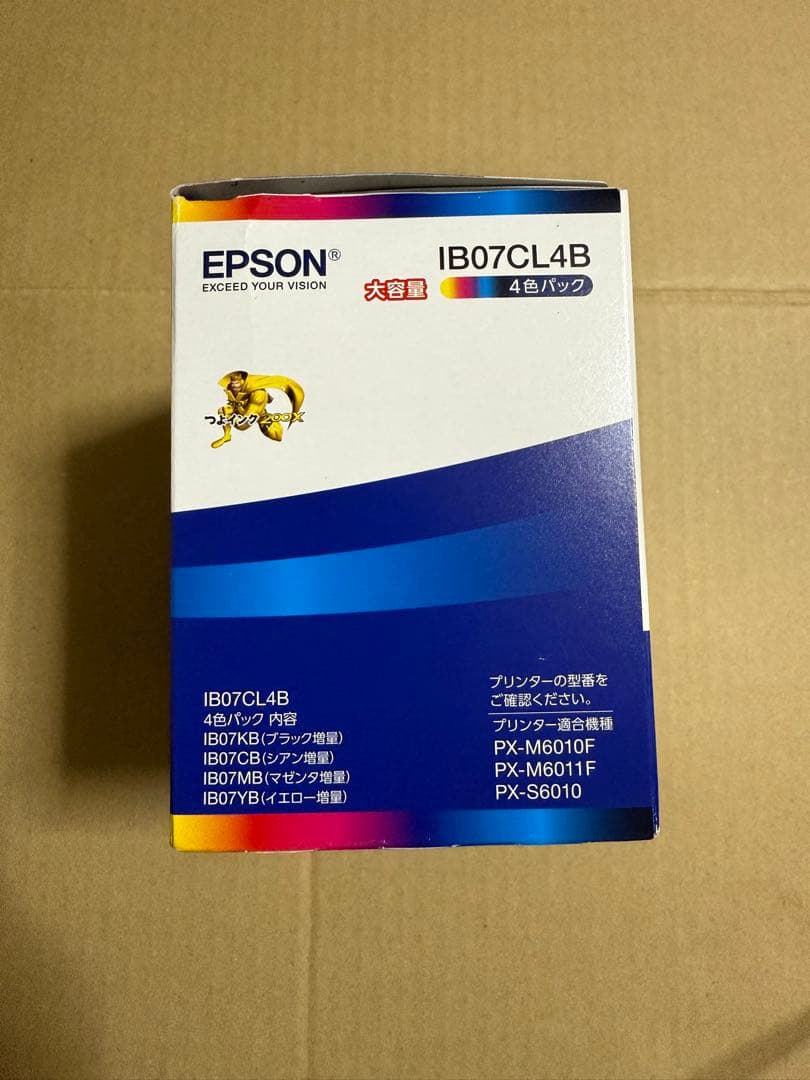 EPSON®
EXCEED YOUR VISION
IB07CL4B
大容量
4色パック
つよインク200X
IB07CL4B
4色パック 内容
IB07KB(ブラック増量)
IB07CB(シアン増量)
IB07MB(マゼンタ増量)
IB07YB(イエロー増量)
プリンターの型番を
ご確認ください。
プリンター適合機種
PX-M6010F
PX-M6011F
PX-S6010